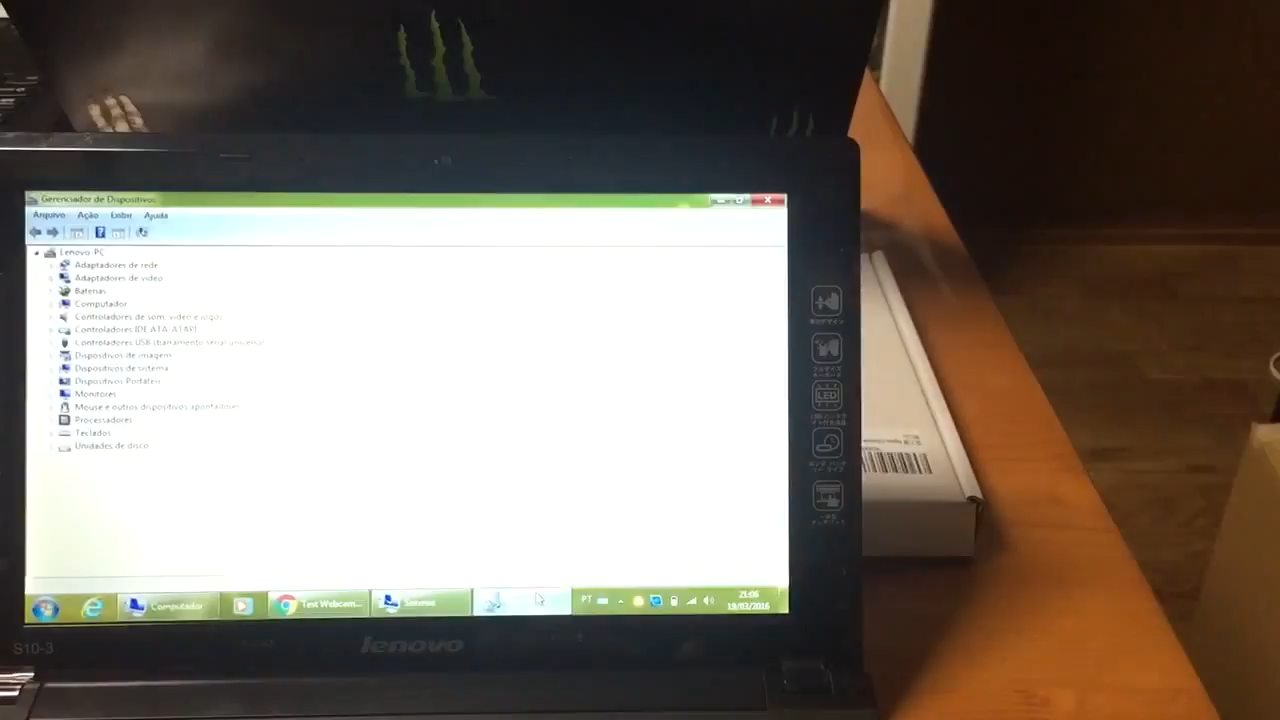 Gerenciador de Dispositivos
Arquivo Ação Exibir Ajuda
Lenovo-PC
Adaptadores de rede
Adaptadores de vídeo
Baterias
Computador
Controladores de som, vídeo e jogos
Controladores IDE ATA/ATAPI
Controladores USB (barramento serial universal)
Dispositivos de imagem
Dispositivos de sistema
Dispositivos Portáteis
Monitores
Mouse e outros dispositivos apontadores
Processadores
Teclados
Unidades de disco
Computador
Test Webcam...
Sistema
PT
21:06
19/03/2016
S10-3
lenovo
LED